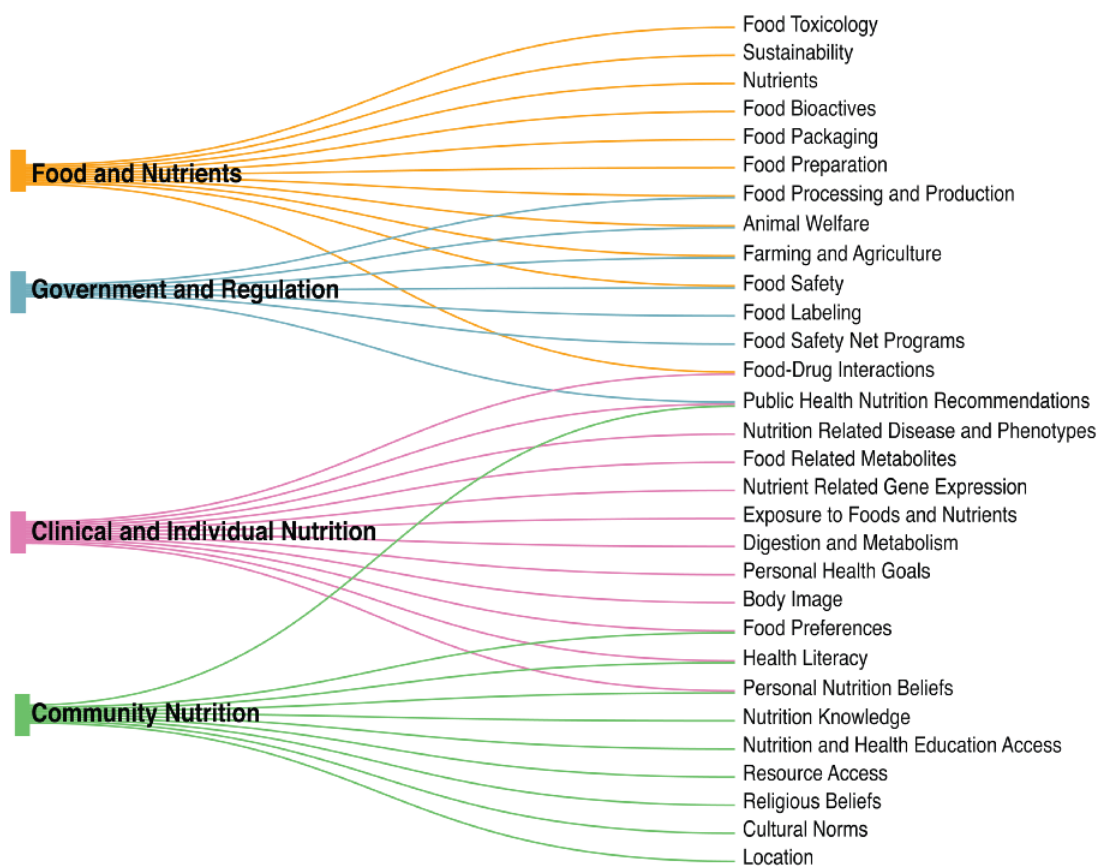 Food Toxicology
Sustainability
Nutrients
Food Bioactives
Food Packaging
Food Preparation
Food and Nutrients
Food Processing and Production
Animal Welfare
Farming and Agriculture
Food Safety
Government and Regulation
Food Labeling
Food Safety Net Programs
Food-Drug Interactions
Public Health Nutrition Recommendations
Nutrition Related Disease and Phenotypes
Food Related Metabolites
Nutrient Related Gene Expression
Exposure to Foods and Nutrients
Clinical and Individual Nutrition
Digestion and Metabolism
Personal Health Goals
Body Image
Food Preferences
Health Literacy
Personal Nutrition Beliefs
Community Nutrition
Nutrition Knowledge
Nutrition and Health Education Access
Resource Access
Religious Beliefs
Cultural Norms
Location